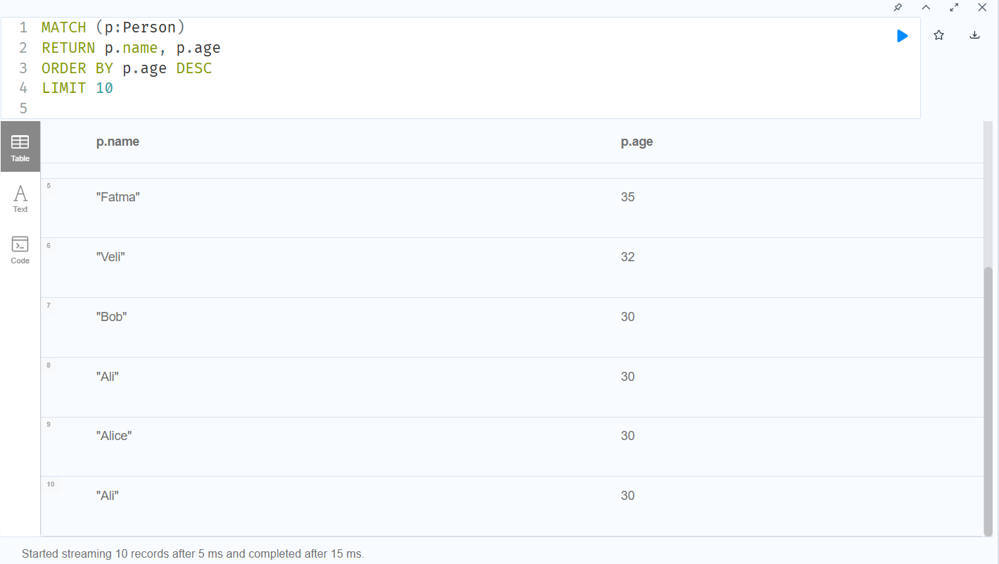 1 MATCH (p:Person)
2 RETURN p.name, p.age
3 ORDER BY p.age DESC
4 LIMIT 10
5
Table
Text
Code
p.name p.age
5 "Fatma" 35
6 "Veli" 32
7 "Bob" 30
8 "Ali" 30
9 "Alice" 30
10 "Ali" 30
Started streaming 10 records after 5 ms and completed after 15 ms.